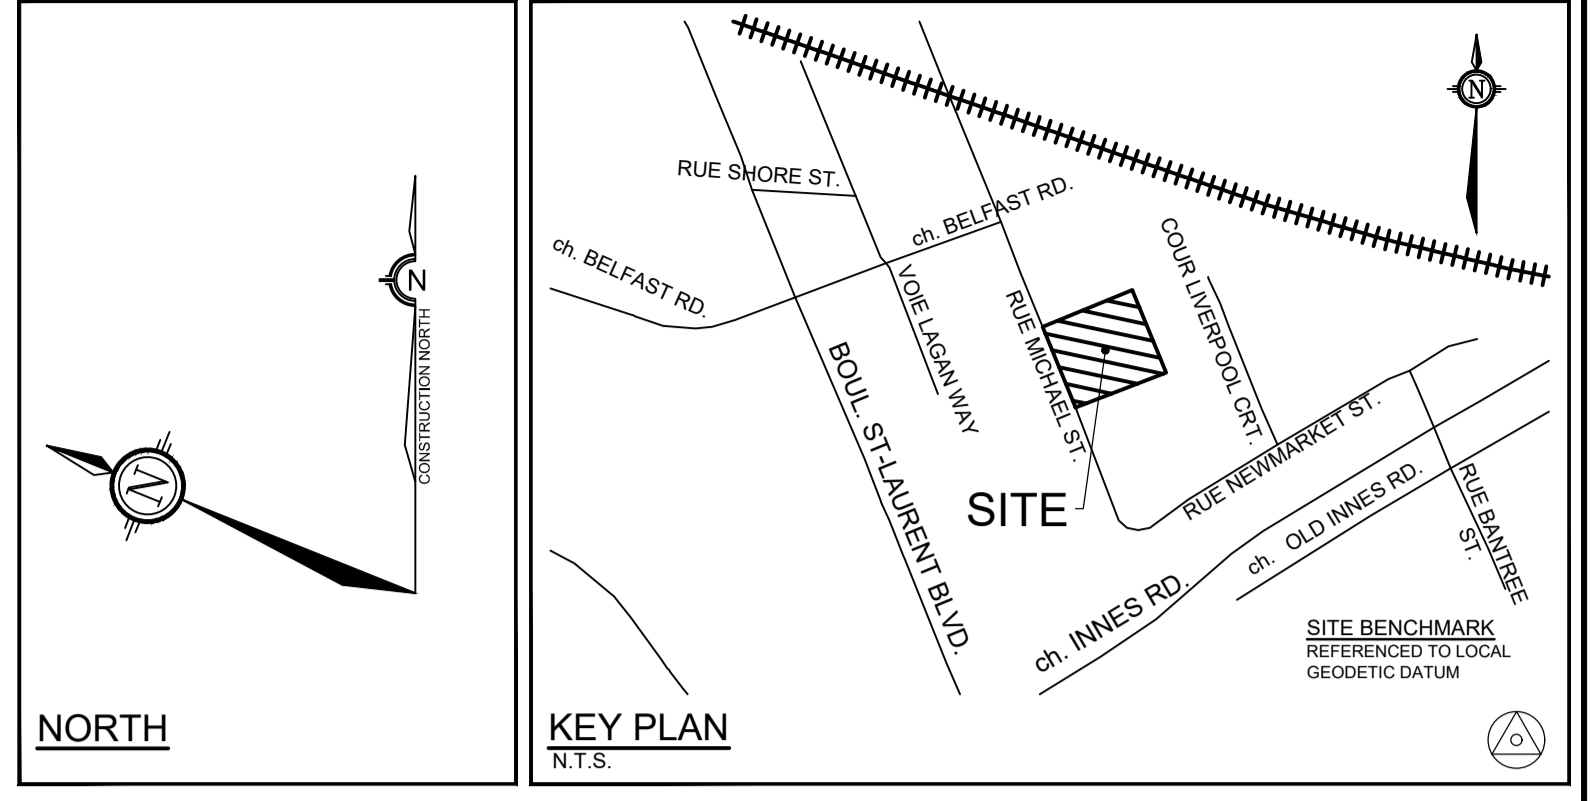 N
CONSTRUCTION NORTH
N
NORTH
N
RUE SHORE ST.
ch. BELFAST RD.
ch. BELFAST RD.
VOIE LAGAN WAY
COUR LIVERPOOL CRT.
RUE MICHAEL ST.
BOUL. ST-LAURENT BLVD.
SITE
RUE NEWMARKET ST.
ch. OLD INNES RD.
RUE BANTREE
ST.
ch. INNES RD.
SITE BENCHMARK
REFERENCED TO LOCAL
GEODETIC DATUM
KEY PLAN
N.T.S.